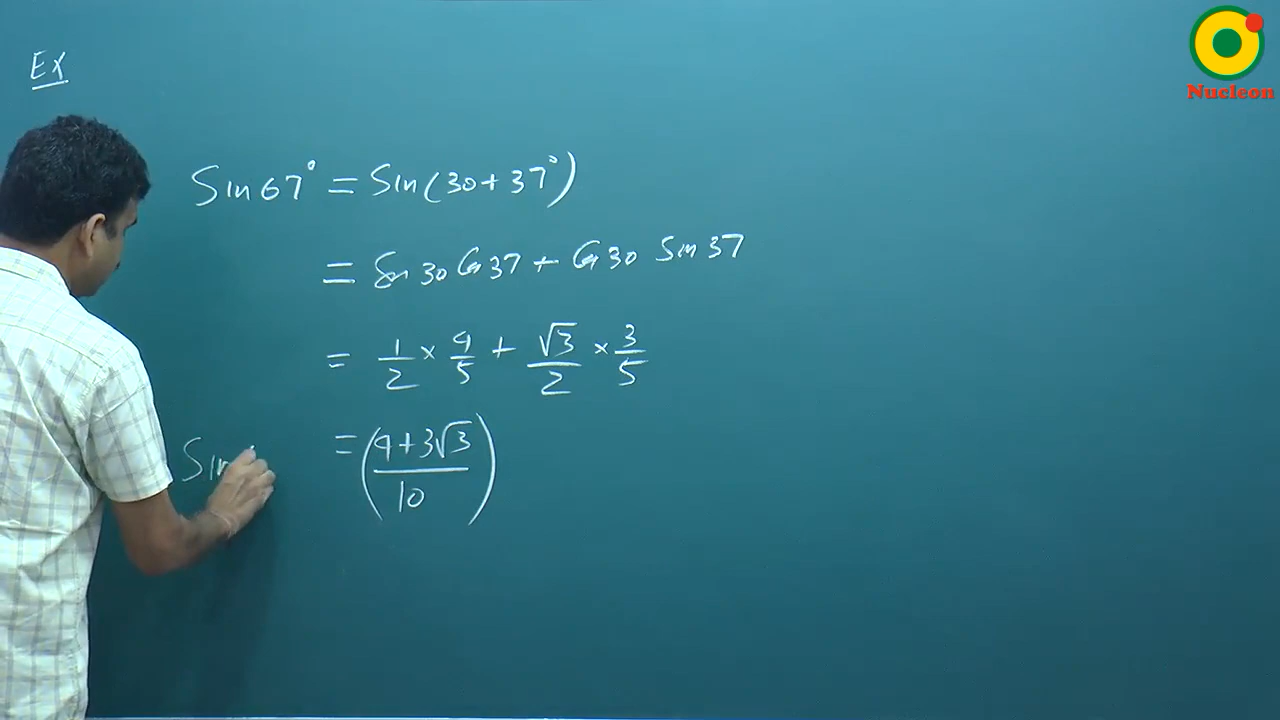 Ex
Nucleon
Sin 67° = Sin(30 + 37°)
= Sin 30 Cos 37 + Cos 30 Sin 37
= 1/2 × 4/5 + √3/2 × 3/5
Sin = (4+3√3/10)